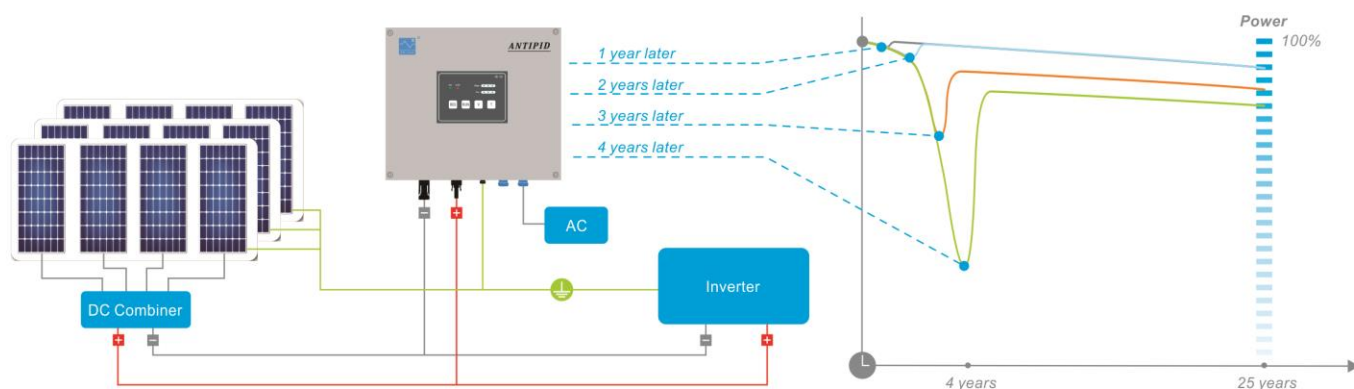 ANTIPID
1 year later
2 years later
3 years later
4 years later
AC
DC Combiner
Inverter
+
−
−
+
−
+
−
+
Power
100%
4 years
25 years